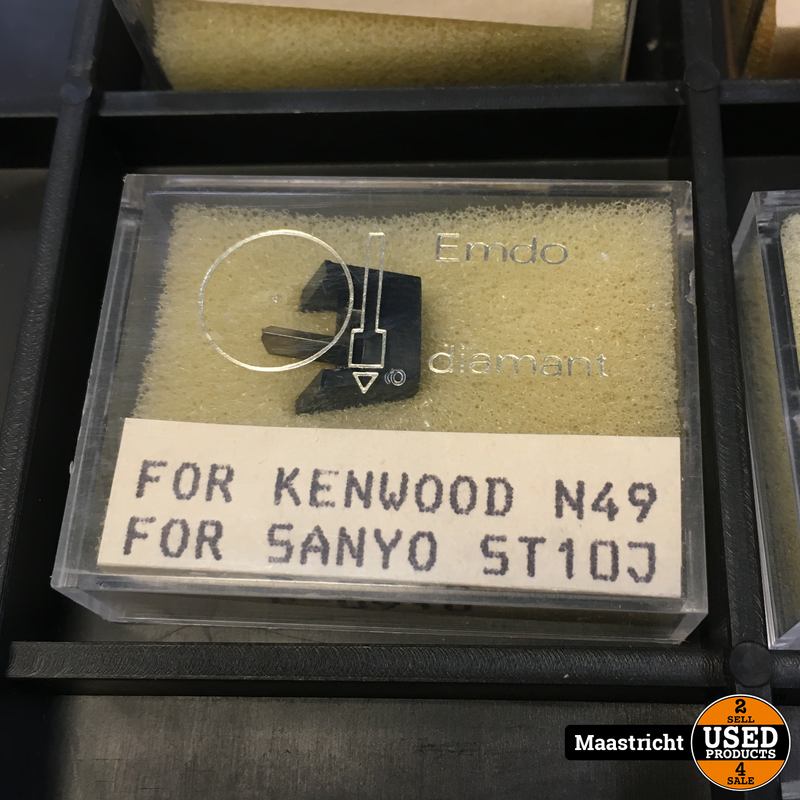 Emdo
diamant
FOR KENWOOD N49
FOR SANYO ST10J
Maastricht
2
SELL
USED
PRODUCTS
4
SALE